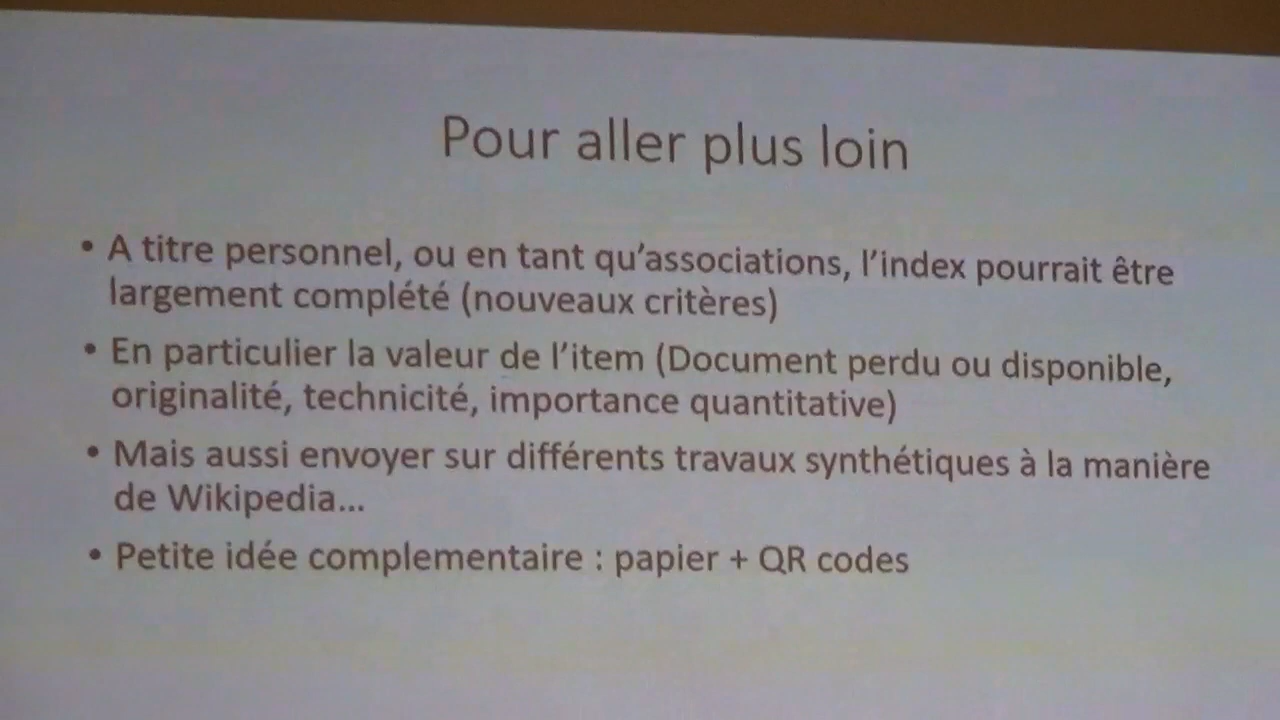 Pour aller plus loin
• A titre personnel, ou en tant qu'associations, l'index pourrait être
largement complété (nouveaux critères)
• En particulier la valeur de l'item (Document perdu ou disponible,
originalité, technicité, importance quantitative)
• Mais aussi envoyer sur différents travaux synthétiques à la manière
de Wikipedia...
• Petite idée complementaire : papier + QR codes